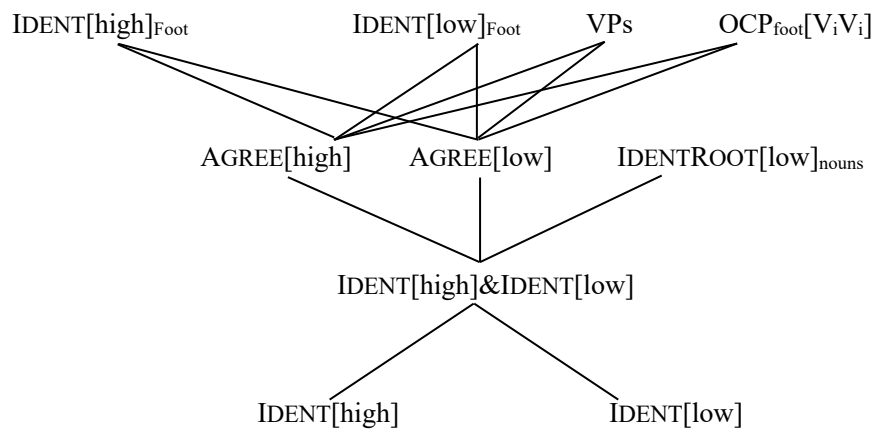 IDENT[high]Foot IDENT[low]Foot VPs OCPfoot[ViVi]
AGREE[high] AGREE[low] IDENTROOT[low]nouns
IDENT[high]&IDENT[low]
IDENT[high] IDENT[low]